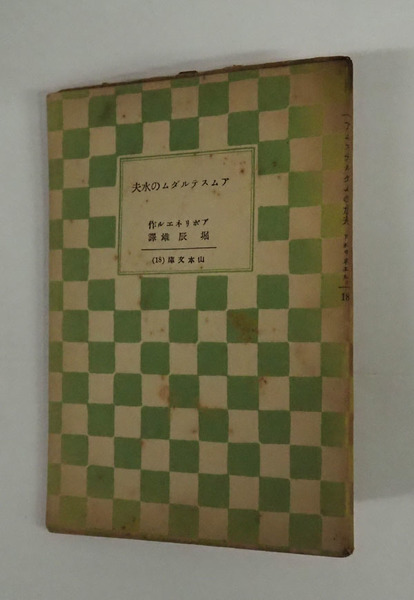 アムステルダムの水夫
アポリネエル作
堀辰雄譯
山本文庫(18)
18